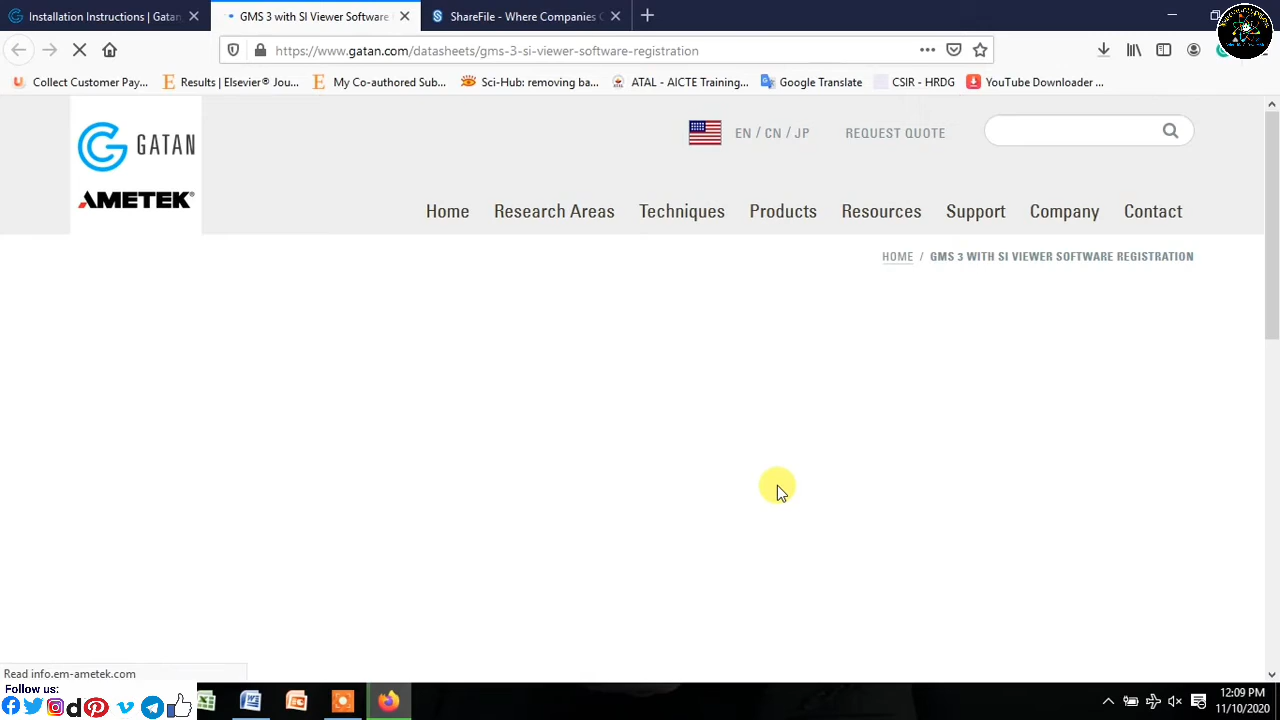 Installation Instructions | Gatan
GMS 3 with SI Viewer Software
ShareFile - Where Companies C
https://www.gatan.com/datasheets/gms-3-si-viewer-software-registration
Collect Customer Pay...
Results | Elsevier® Jou...
My Co-authored Sub...
Sci-Hub: removing ba...
ATAL - AICTE Training...
Google Translate
CSIR - HRDG
YouTube Downloader ...
GATAN
AMETEK®
EN / CN / JP
REQUEST QUOTE
Home Research Areas Techniques Products Resources Support Company Contact
HOME / GMS 3 WITH SI VIEWER SOFTWARE REGISTRATION
Read info.em-ametek.com
Follow us:
12:09 PM
11/10/2020